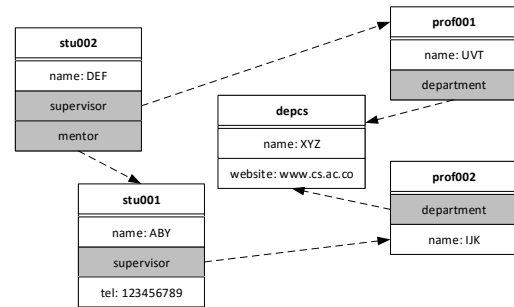 stu002
name: DEF
supervisor
mentor
prof001
name: UVT
department
depcs
name: XYZ
website: www.cs.ac.co
stu001
name: ABY
supervisor
tel: 123456789
prof002
department
name: IJK